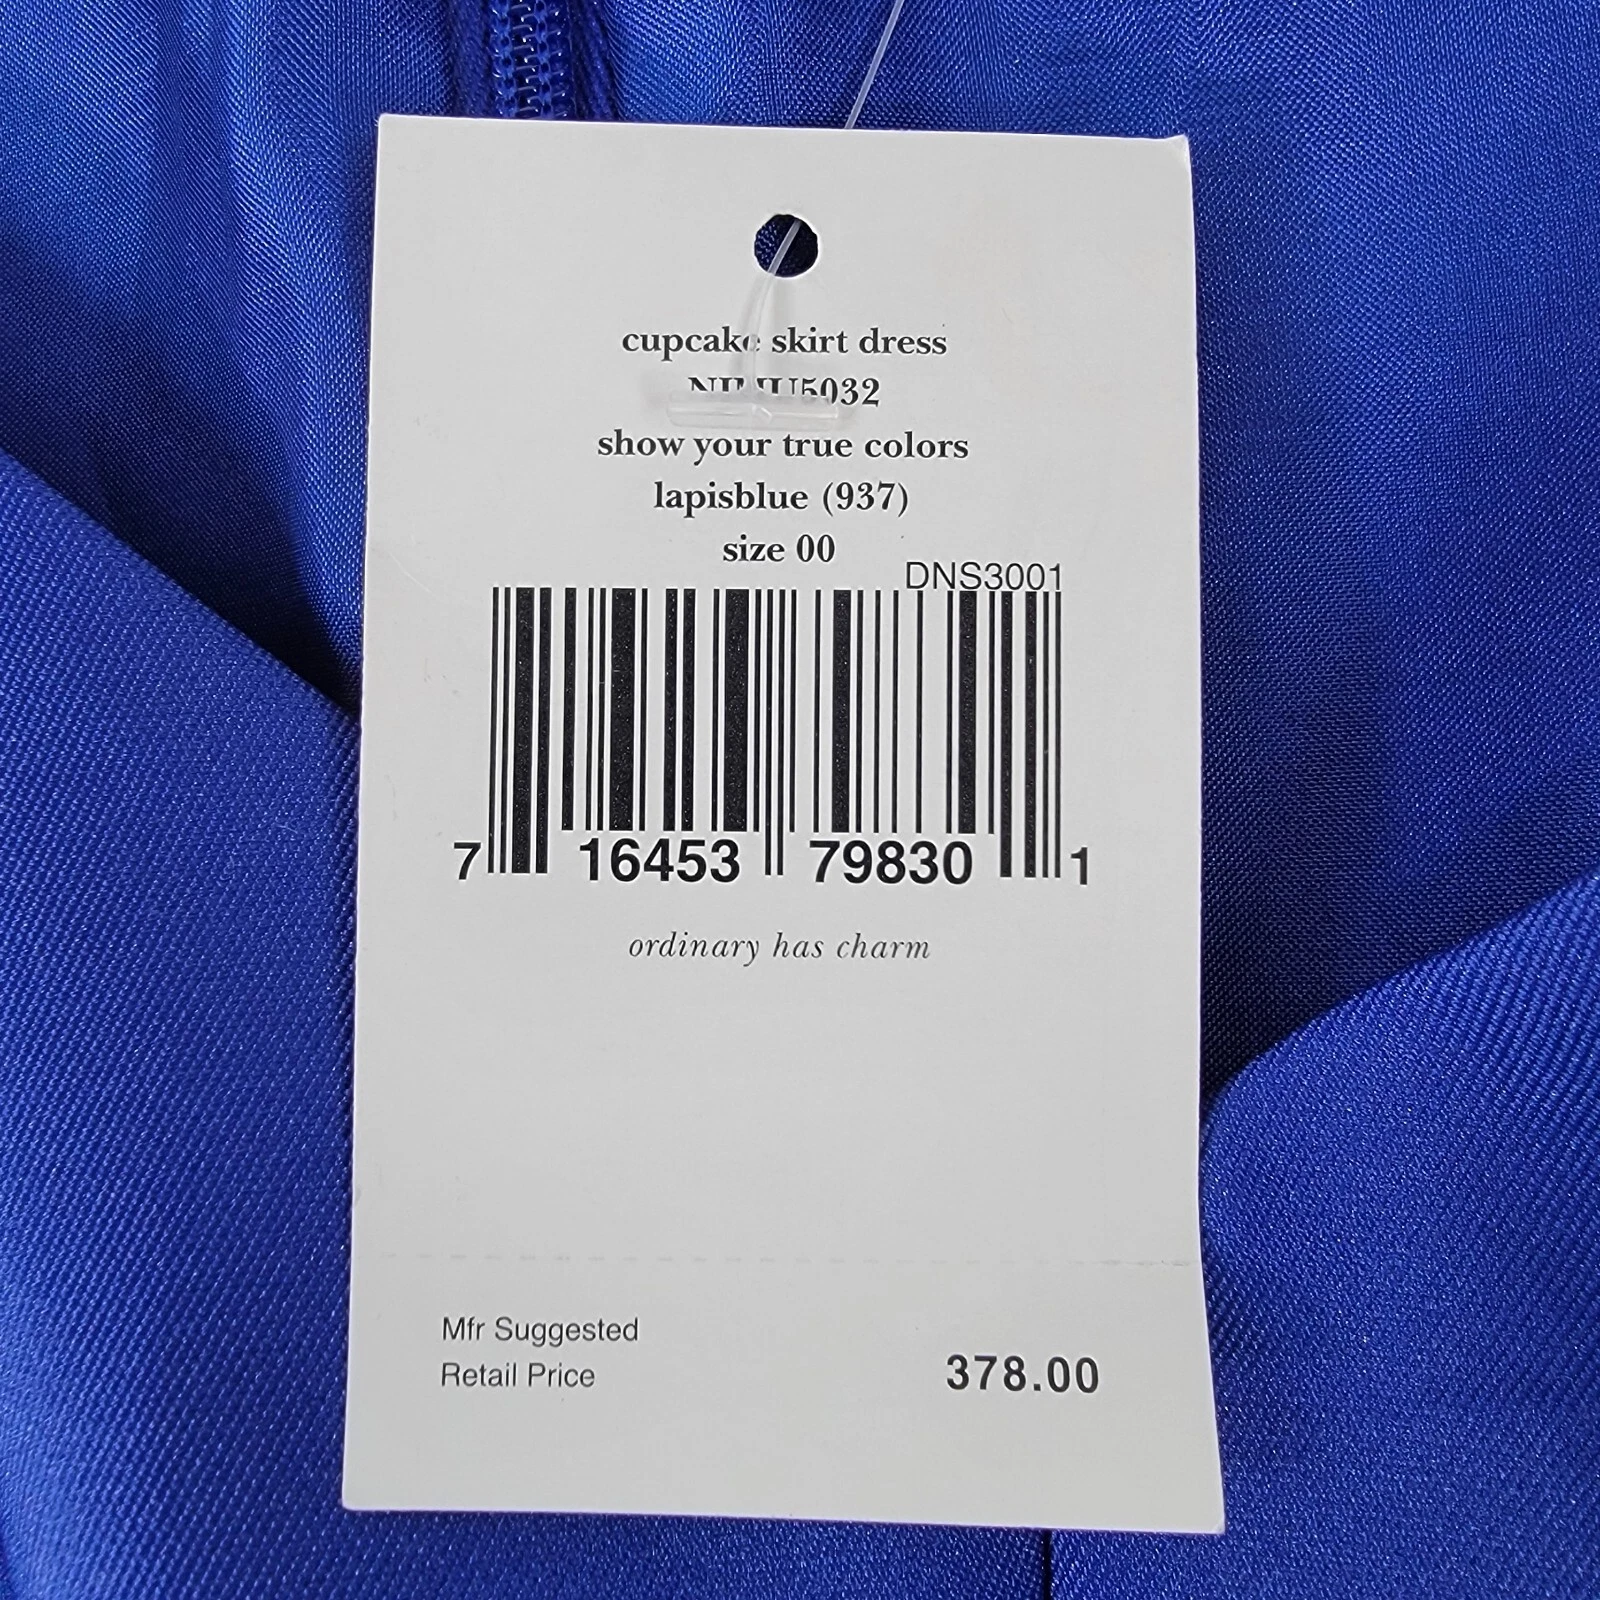 cupcake skirt dress
show your true colors
lapisblue (937)
size 00
DNS3001
7 16453 79830 1
ordinary has charm
Mfr Suggested
Retail Price
378.00